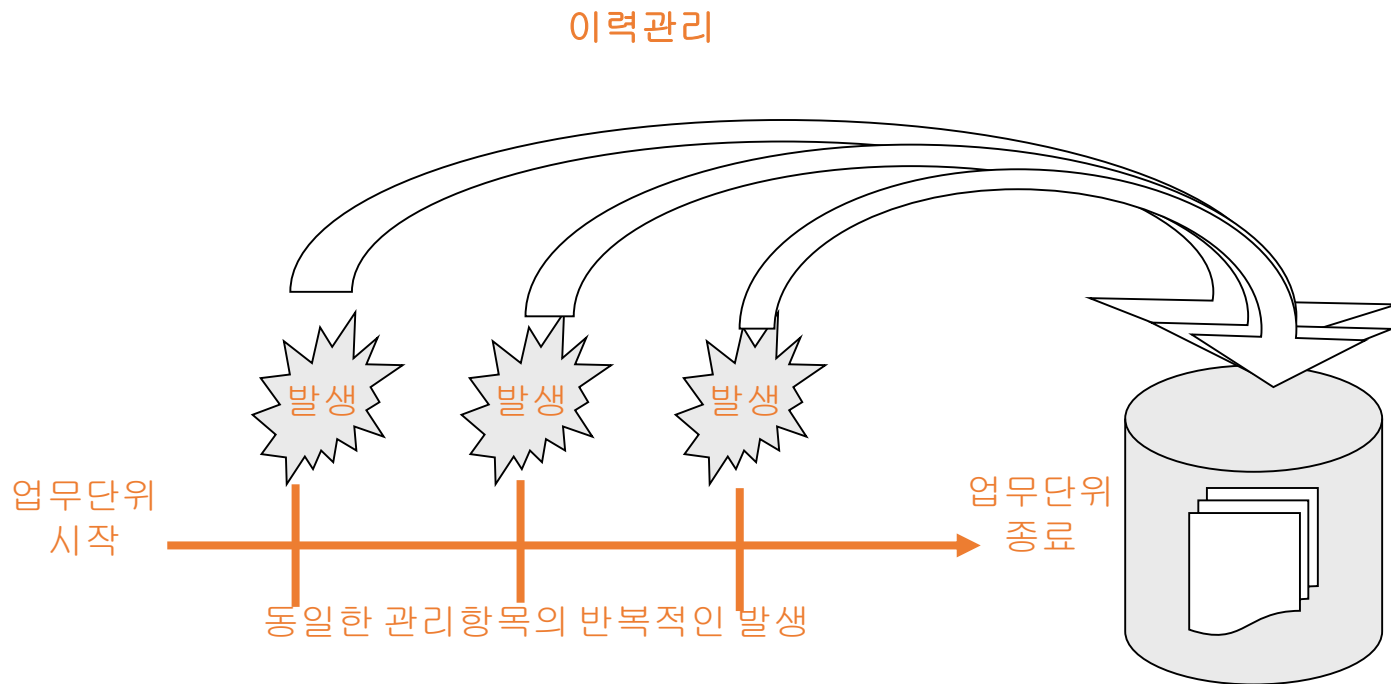 이력관리
발생
발생
발생
업무단위
시작
업무단위
종료
동일한 관리항목의 반복적인 발생